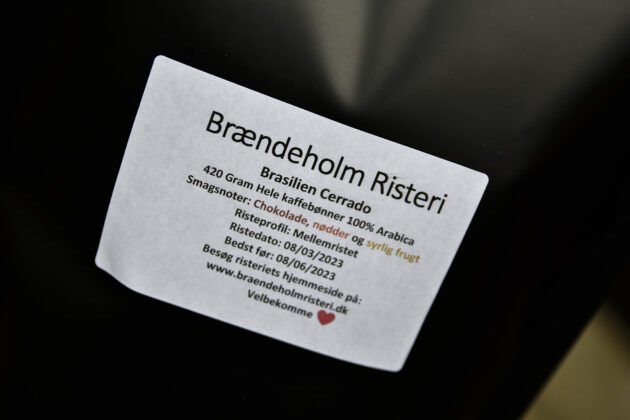 Brændeholm Risteri
Brasilien Cerrado
420 Gram Hele kaffebønner 100% Arabica
Smagsnoter: Chokolade, nødder og syrlig frugt
Risteprofil: Mellemristet
Ristedato: 08/03/2023
Bedst før: 08/06/2023
Besøg risteriets hjemmeside på:
www.braendeholmristeri.dk
Velbekomme